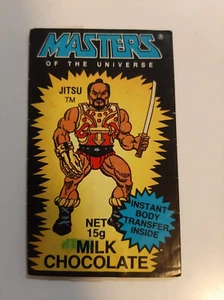 MASTERS®
OF THE UNIVERSE
JITSU
TM
INSTANT
BODY
TRANSFER
INSIDE
NET
15g
MILK
CHOCOLATE